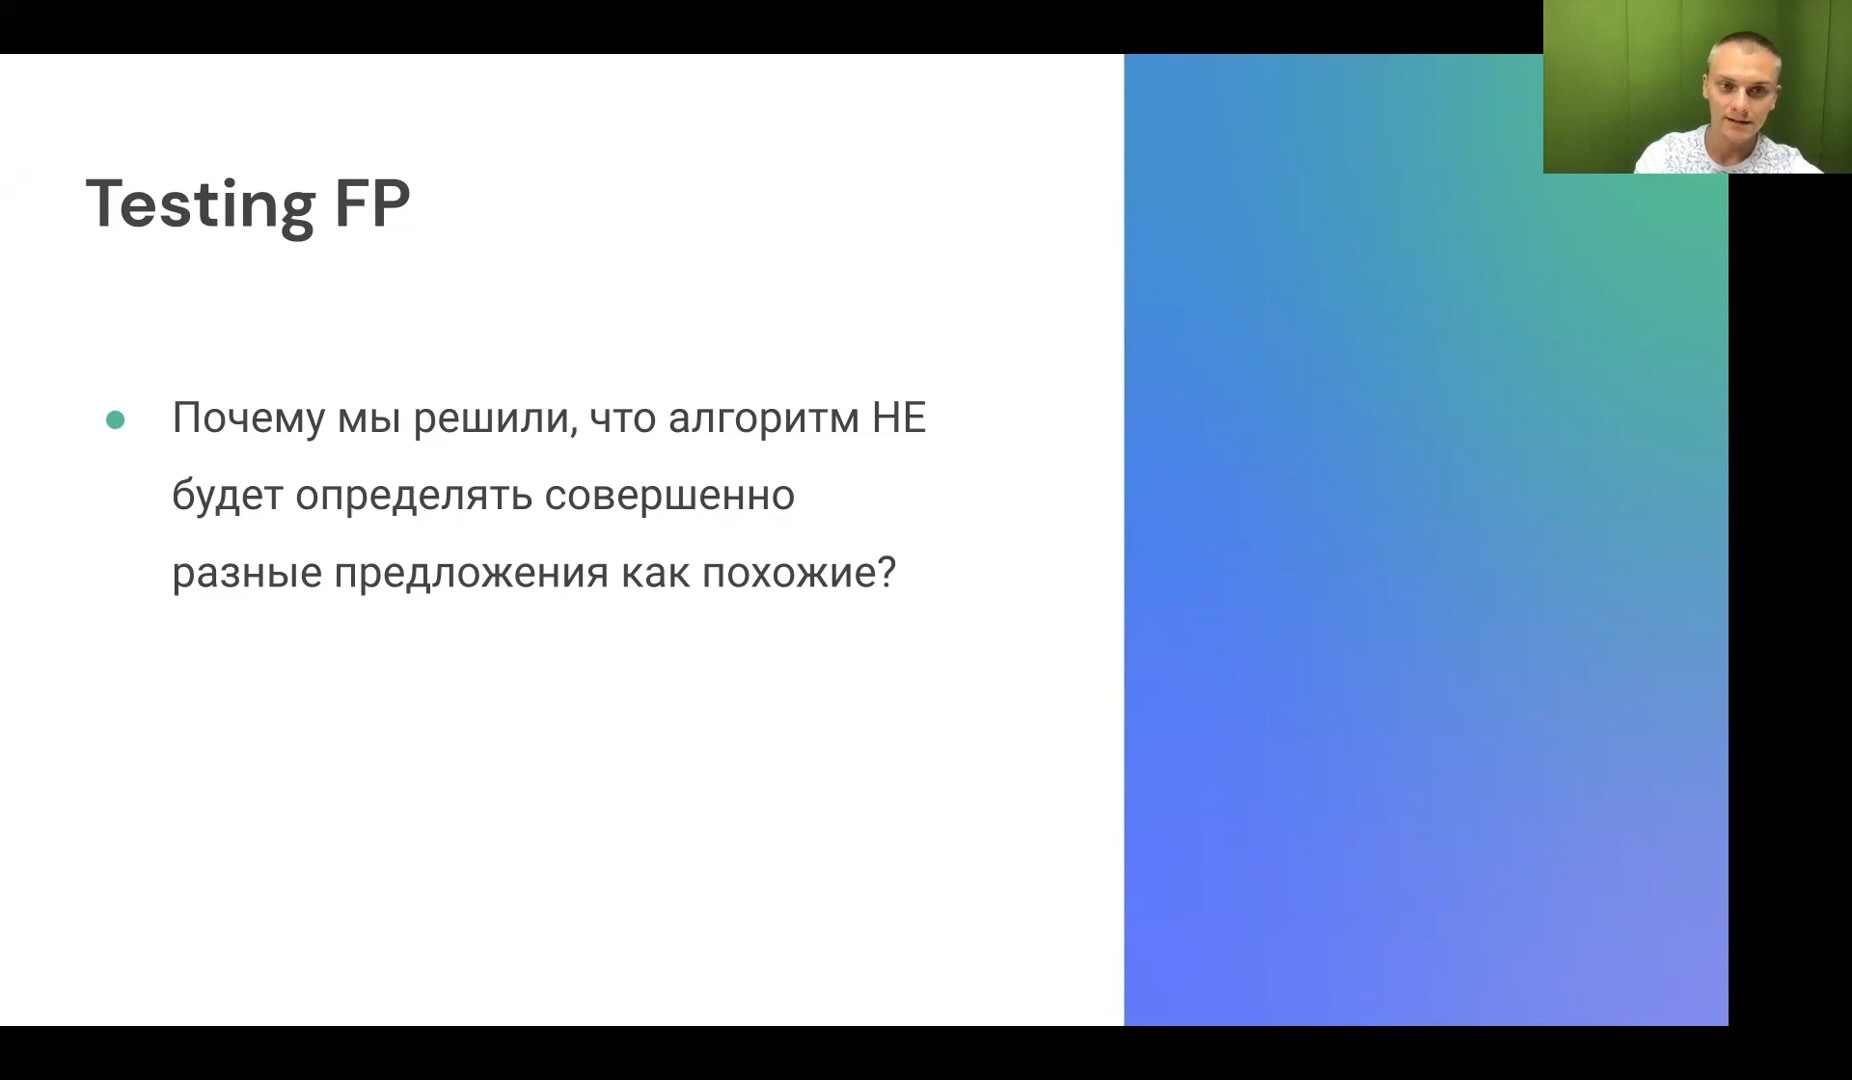 Testing FP
Почему мы решили, что алгоритм НЕ
будет определять совершенно
разные предложения как похожие?